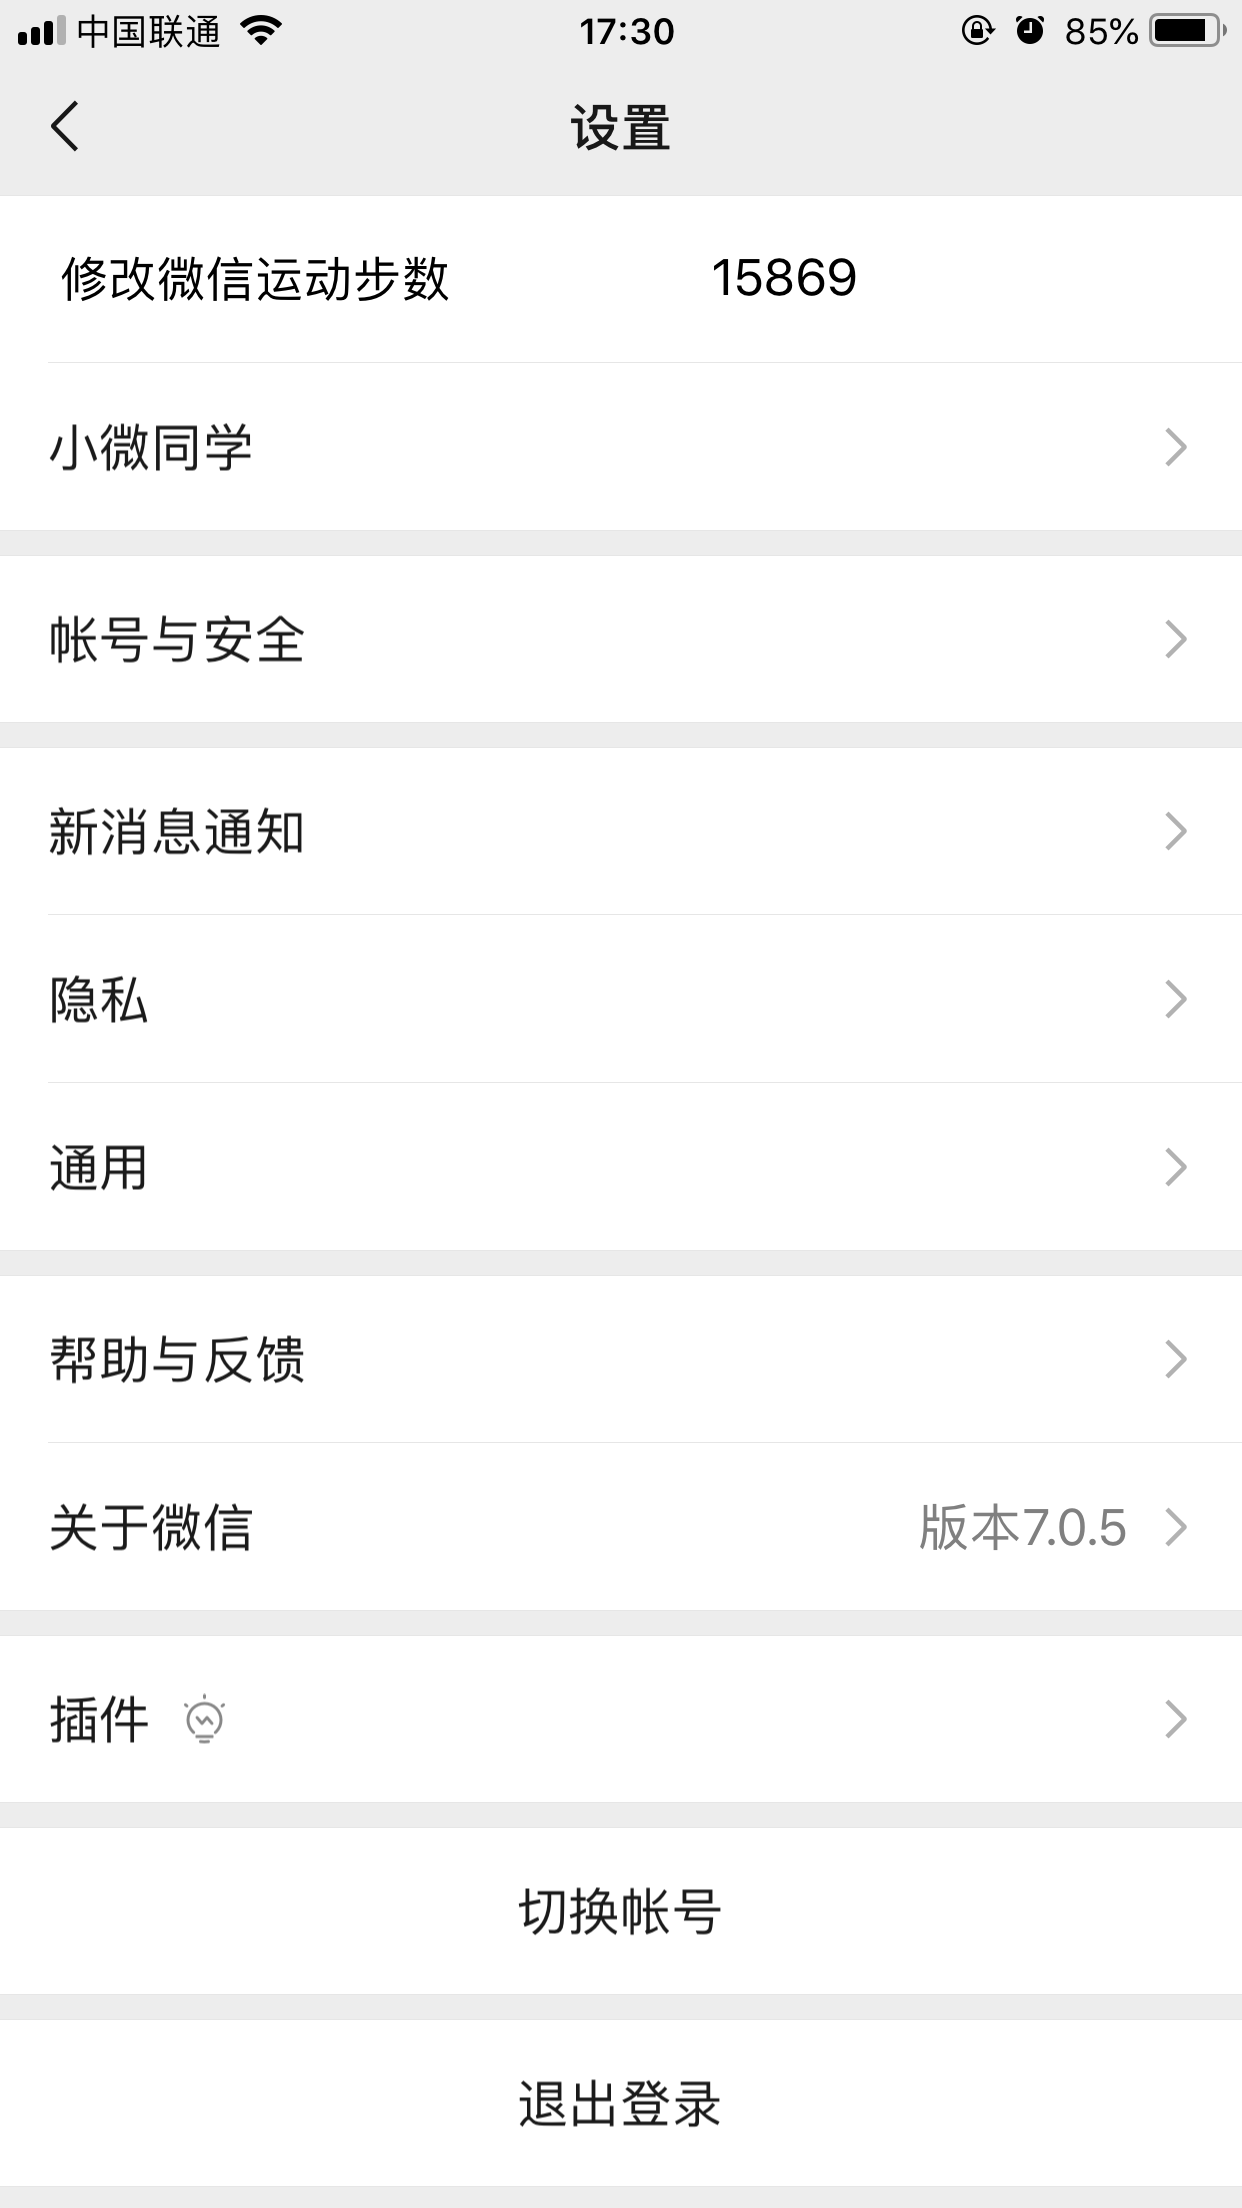 中国联通 17:30 85%
设置
修改微信运动步数 15869
小微同学
帐号与安全
新消息通知
隐私
通用
帮助与反馈
关于微信 版本7.0.5
插件
切换帐号
退出登录